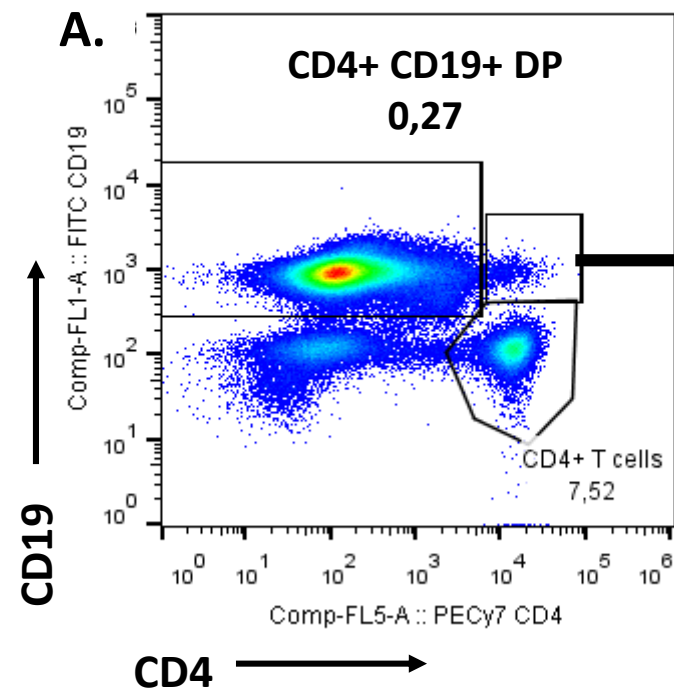 A.
CD4+ CD19+ DP
0,27
10^5
10^4
10^3
10^2
10^1
10^0
Comp-FL1-A :: FITC CD19
CD19
CD4+ T cells
7,52
10^0 10^1 10^2 10^3 10^4 10^5 10^6
Comp-FL5-A :: PECy7 CD4
CD4